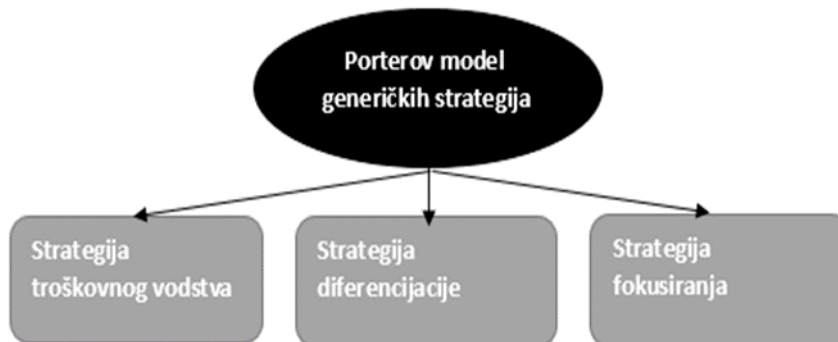 Porterov model
generičkih strategija
Strategija
troškovnog vodstva
Strategija
diferencijacije
Strategija
fokusiranja